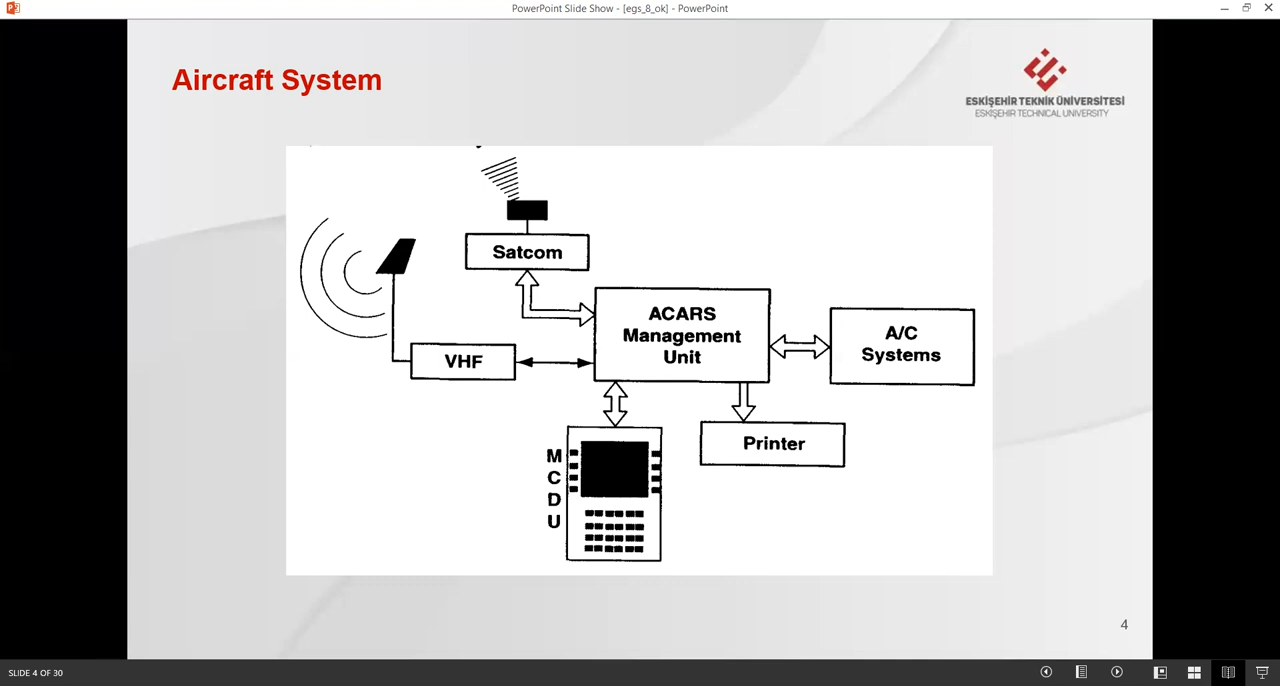 PowerPoint Slide Show - [egs_8_ok] - PowerPoint
Aircraft System
ESKİŞEHİR TEKNİK ÜNİVERSİTESİ
ESKİŞEHİR TECHNICAL UNIVERSITY
Satcom
ACARS
Management
Unit
A/C
Systems
VHF
Printer
M
C
D
U
4
SLIDE 4 OF 30